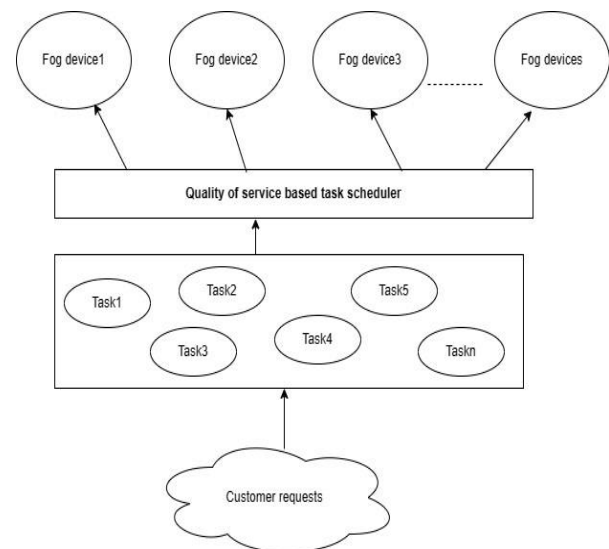 Fog device1
Fog device2
Fog device3
Fog devices
Quality of service based task scheduler
Task1
Task2
Task5
Task3
Task4
Taskn
Customer requests